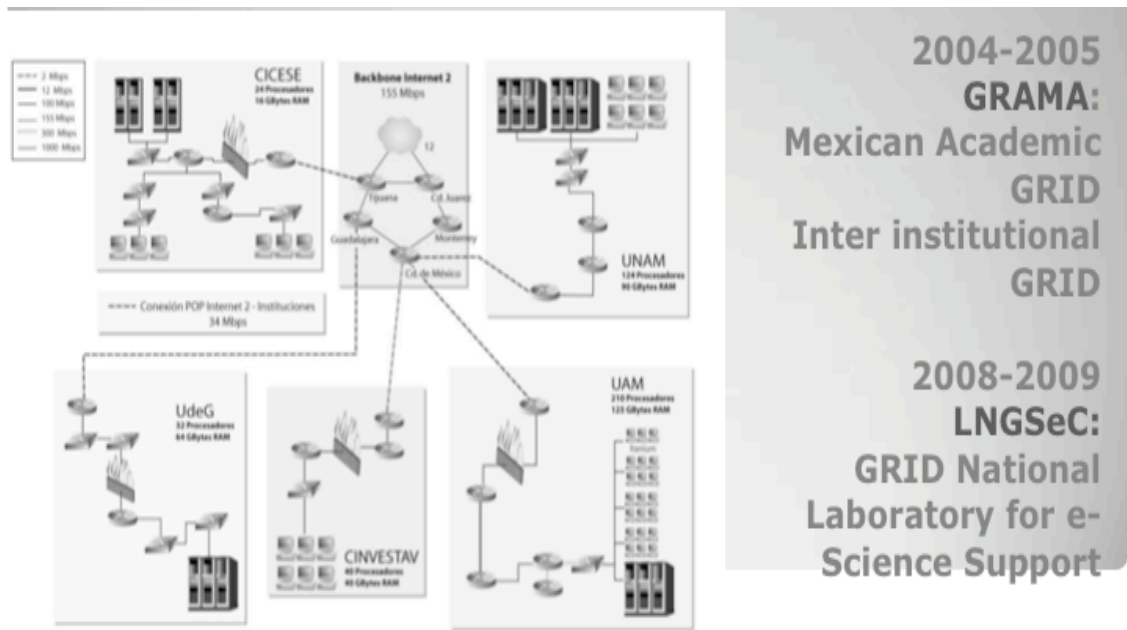 2 Mbps
12 Mbps
100 Mbps
155 Mbps
300 Mbps
1000 Mbps
CICESE
24 Procesadores
16 GBytes RAM
Backbone Internet 2
155 Mbps
12
Tijuana
Cd. Juarez
Guadalajara
Monterrey
Cd. de México
UNAM
124 Procesadores
90 GBytes RAM
Conexión POP Internet 2 - Instituciones
34 Mbps
UdeG
32 Procesadores
64 GBytes RAM
CINVESTAV
40 Procesadores
40 GBytes RAM
UAM
210 Procesadores
125 GBytes RAM
Itanium
2004-2005
GRAMA:
Mexican Academic
GRID
Inter institutional
GRID
2008-2009
LNGSeC:
GRID National
Laboratory for e-
Science Support